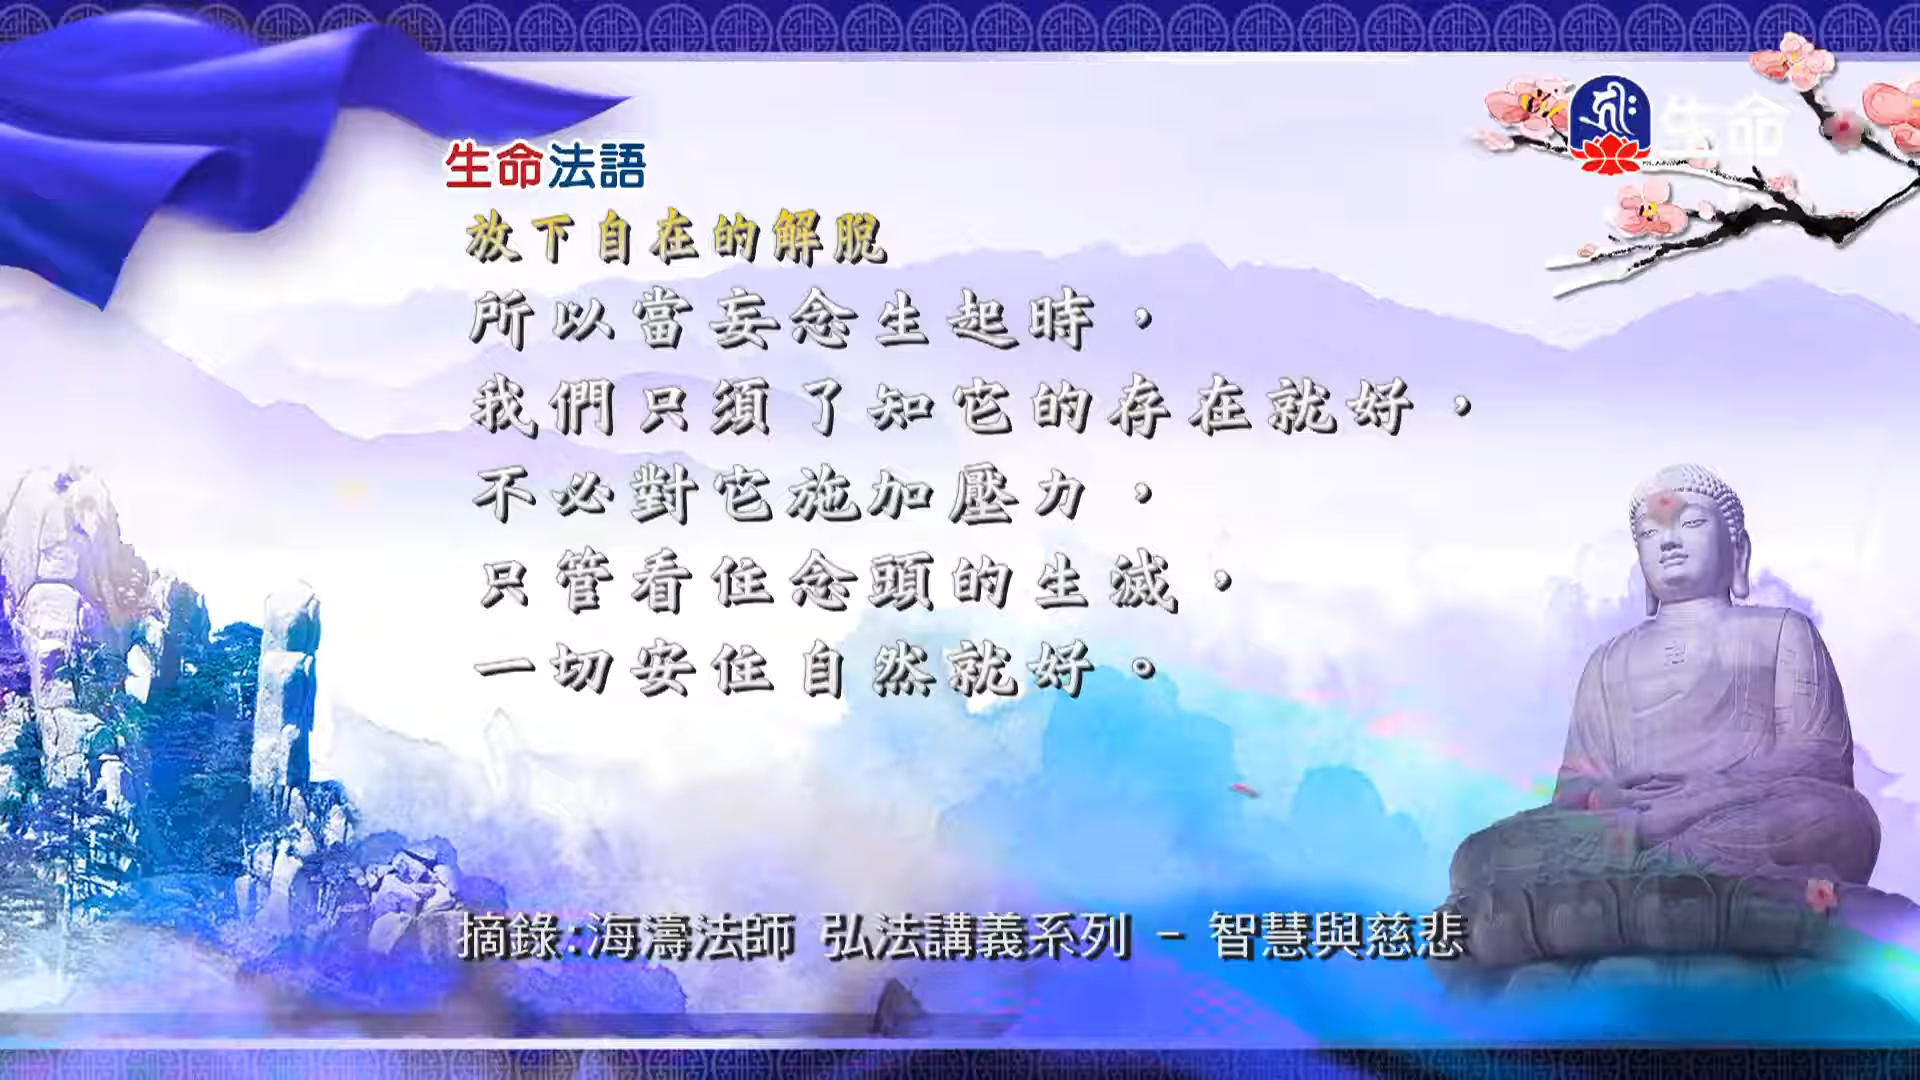 生命
生命法語
放下自在的解脫
所以當妄念生起時，
我們只須了知它的存在就好，
不必對它施加壓力，
只管看住念頭的生滅，
一切安住自然就好。
摘錄:海濤法師 弘法講義系列 - 智慧與慈悲